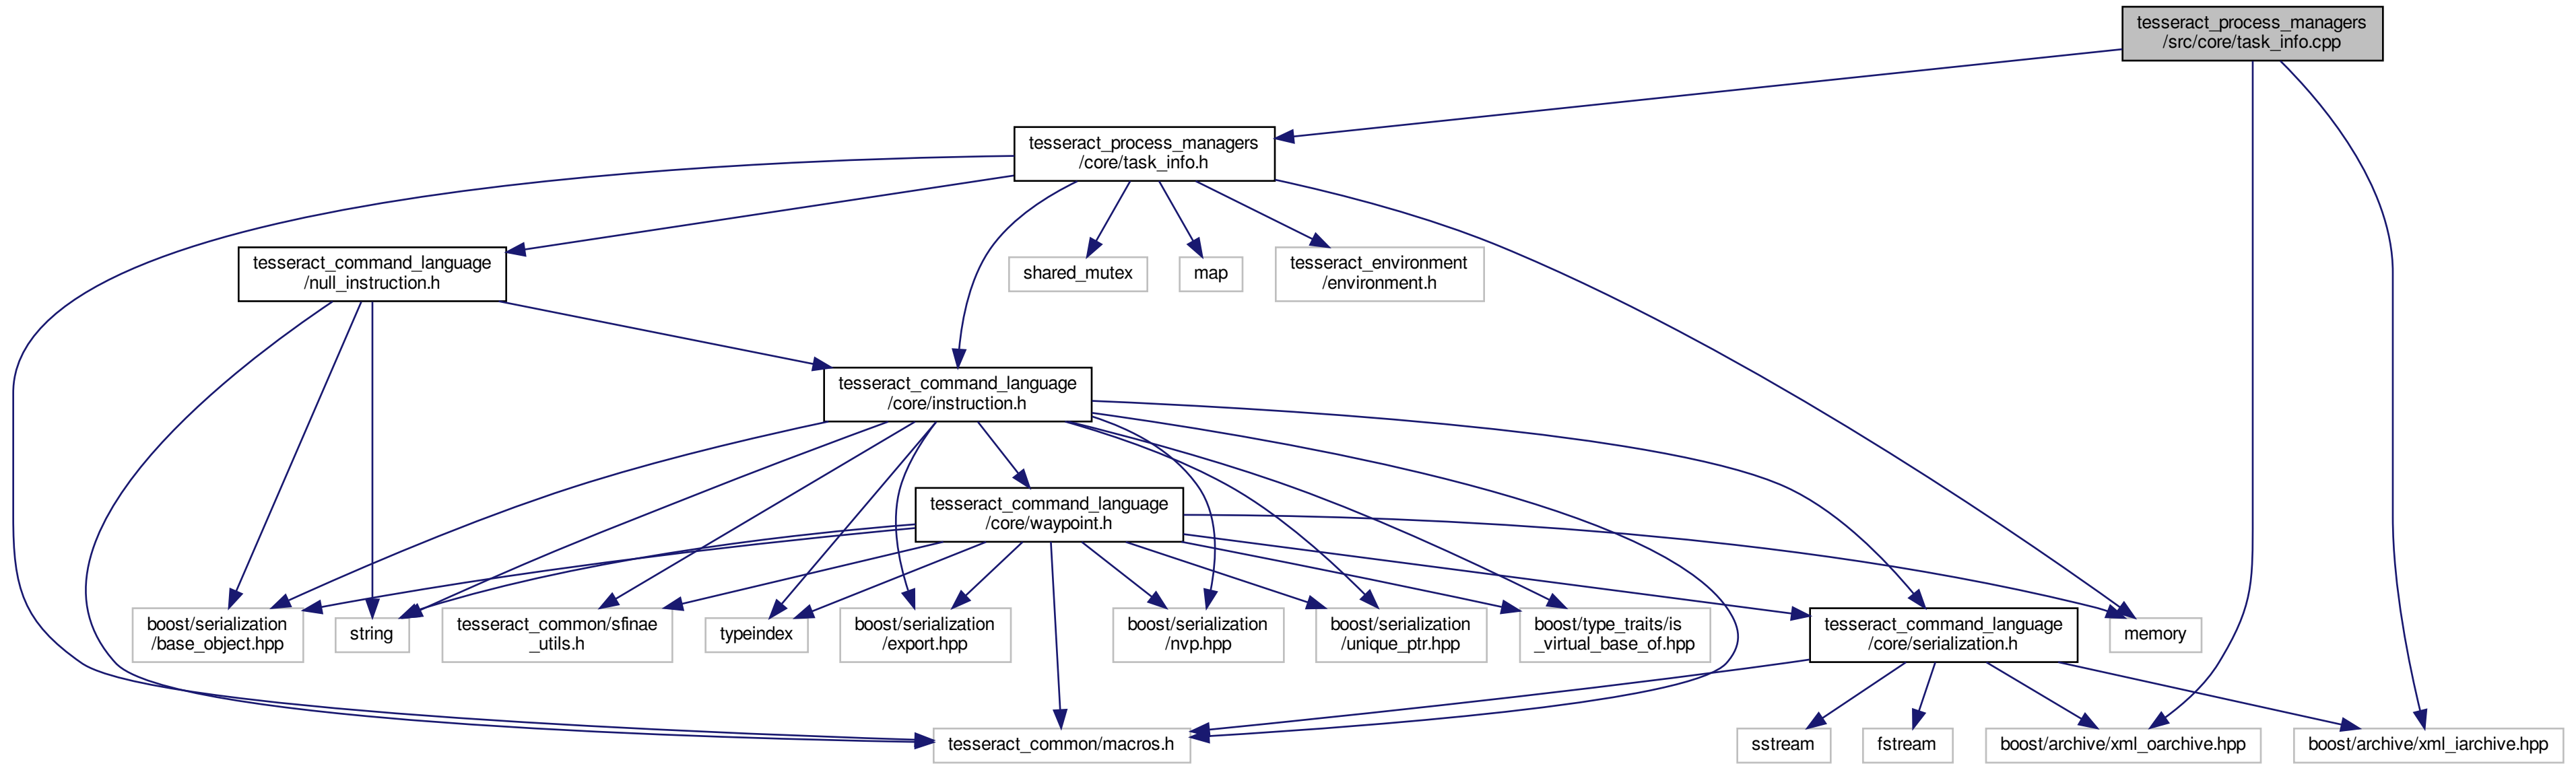 tesseract_process_managers
/src/core/task_info.cpp
tesseract_process_managers
/core/task_info.h
tesseract_command_language
/null_instruction.h
shared_mutex
map
tesseract_environment
/environment.h
tesseract_command_language
/core/instruction.h
tesseract_command_language
/core/waypoint.h
boost/serialization
/base_object.hpp
string
tesseract_common/sfinae
_utils.h
typeindex
boost/serialization
/export.hpp
boost/serialization
/nvp.hpp
boost/serialization
/unique_ptr.hpp
boost/type_traits/is
_virtual_base_of.hpp
tesseract_command_language
/core/serialization.h
memory
tesseract_common/macros.h
sstream
fstream
boost/archive/xml_oarchive.hpp
boost/archive/xml_iarchive.hpp